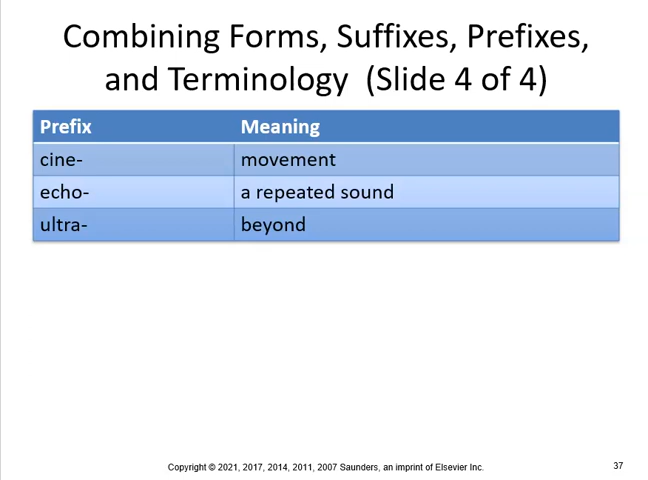 Combining Forms, Suffixes, Prefixes,
and Terminology (Slide 4 of 4)
Prefix Meaning
cine- movement
echo- a repeated sound
ultra- beyond
Copyright © 2021, 2017, 2014, 2011, 2007 Saunders, an imprint of Elsevier Inc. 37